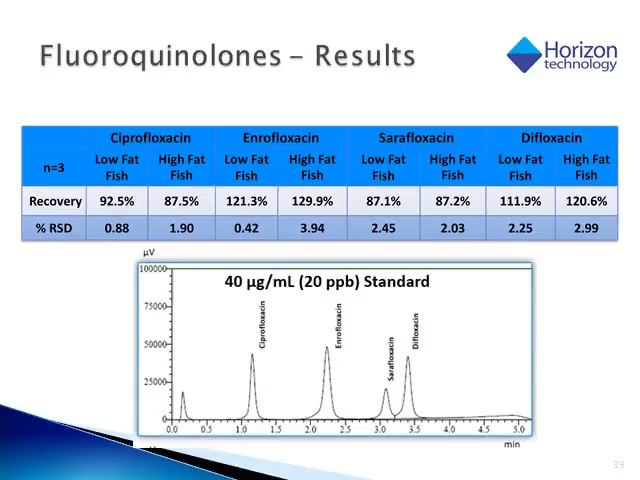 Fluoroquinolones – Results
Horizon
technology
Ciprofloxacin Enrofloxacin Sarafloxacin Difloxacin
n=3 Low Fat Fish High Fat Fish Low Fat Fish High Fat Fish Low Fat Fish High Fat Fish Low Fat Fish High Fat Fish
Recovery 92.5% 87.5% 121.3% 129.9% 87.1% 87.2% 111.9% 120.6%
% RSD 0.88 1.90 0.42 3.94 2.45 2.03 2.25 2.99
µV
40 µg/mL (20 ppb) Standard
100000
75000
50000
25000
0
Ciprofloxacin
Enrofloxacin
Sarafloxacin
Difloxacin
0.0 0.5 1.0 1.5 2.0 2.5 3.0 3.5 4.0 4.5 5.0
min
39